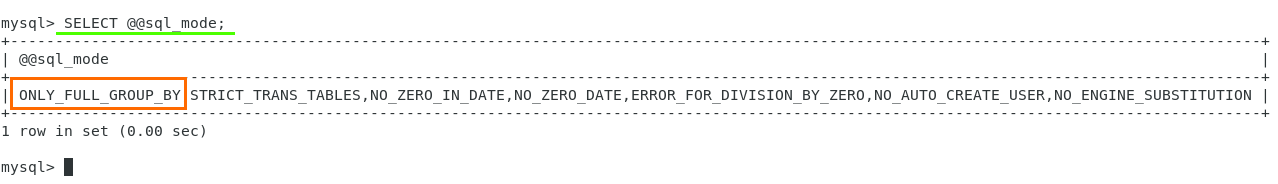 mysql> SELECT @@sql_mode;
+-------------------------------------------------------------------------------------------------------------------------------------------+
| @@sql_mode                                                                                                                                |
+-------------------------------------------------------------------------------------------------------------------------------------------+
| ONLY_FULL_GROUP_BY STRICT_TRANS_TABLES,NO_ZERO_IN_DATE,NO_ZERO_DATE,ERROR_FOR_DIVISION_BY_ZERO,NO_AUTO_CREATE_USER,NO_ENGINE_SUBSTITUTION |
+-------------------------------------------------------------------------------------------------------------------------------------------+
1 row in set (0.00 sec)
mysql>